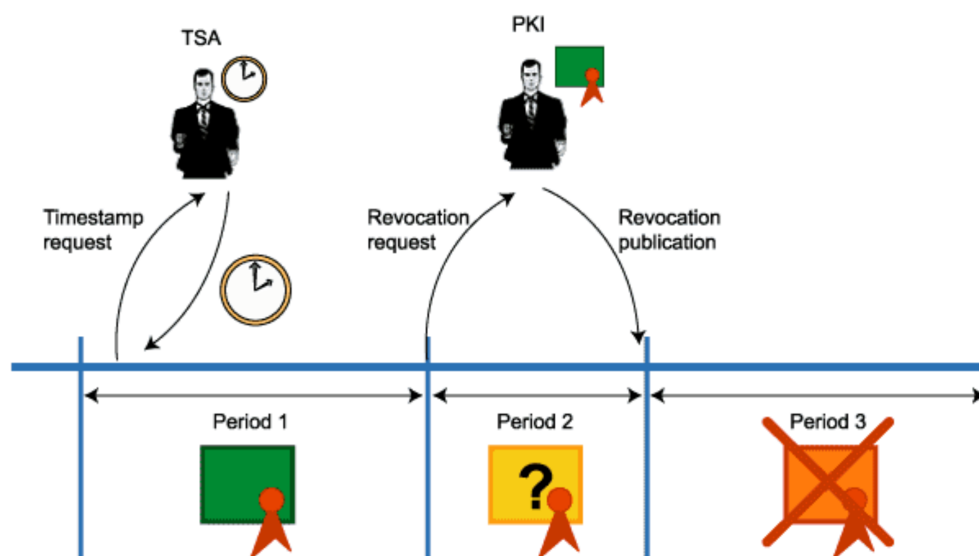 TSA
PKI
Timestamp
request
Revocation
request
Revocation
publication
Period 1
Period 2
Period 3
?